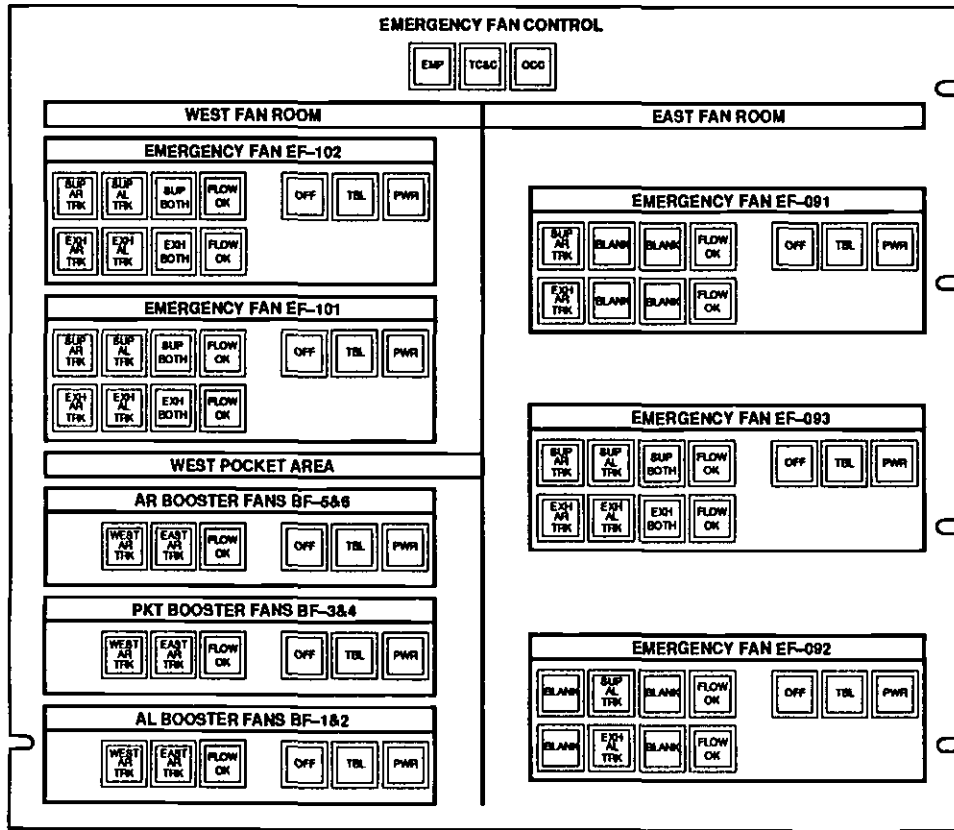 EMERGENCY FAN CONTROL
EMP TC&C OCC
WEST FAN ROOM
EMERGENCY FAN EF-102
SUP AR TRK SUP AL TRK SUP BOTH FLOW OK OFF TBL PWR
EXH AR TRK EXH AL TRK EXH BOTH FLOW OK
EMERGENCY FAN EF-101
SUP AR TRK SUP AL TRK SUP BOTH FLOW OK OFF TBL PWR
EXH AR TRK EXH AL TRK EXH BOTH FLOW OK
WEST POCKET AREA
AR BOOSTER FANS BF-5&6
WEST AR TRK EAST AR TRK FLOW OK OFF TBL PWR
PKT BOOSTER FANS BF-3&4
WEST AR TRK EAST AR TRK FLOW OK OFF TBL PWR
AL BOOSTER FANS BF-1&2
WEST AR TRK EAST AR TRK FLOW OK OFF TBL PWR
EAST FAN ROOM
EMERGENCY FAN EF-091
SUP AR TRK BLANK BLANK FLOW OK OFF TBL PWR
EXH AR TRK BLANK BLANK FLOW OK
EMERGENCY FAN EF-093
SUP AR TRK SUP AL TRK SUP BOTH FLOW OK OFF TBL PWR
EXH AR TRK EXH AL TRK EXH BOTH FLOW OK
EMERGENCY FAN EF-092
BLANK SUP AL TRK BLANK FLOW OK OFF TBL PWR
BLANK EXH AL TRK BLANK FLOW OK